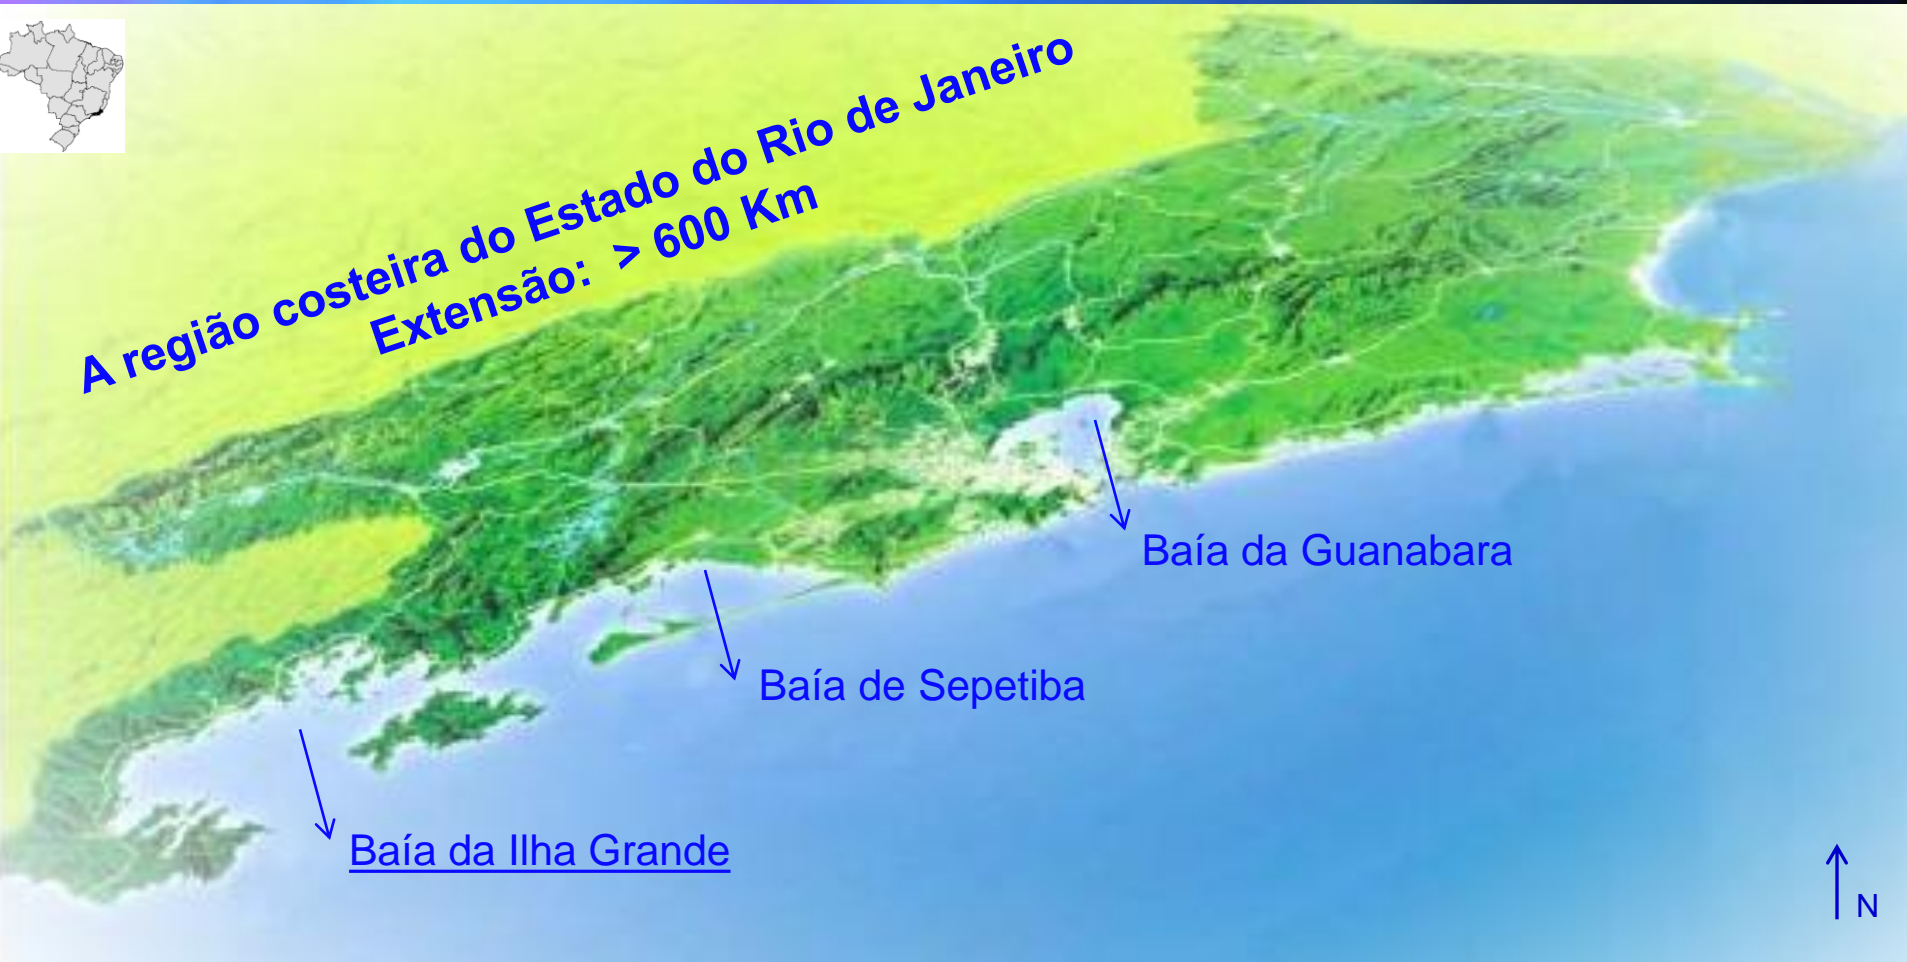 A região costeira do Estado do Rio de Janeiro
Extensão: > 600 Km
Baía da Guanabara
Baía de Sepetiba
Baía da Ilha Grande
N